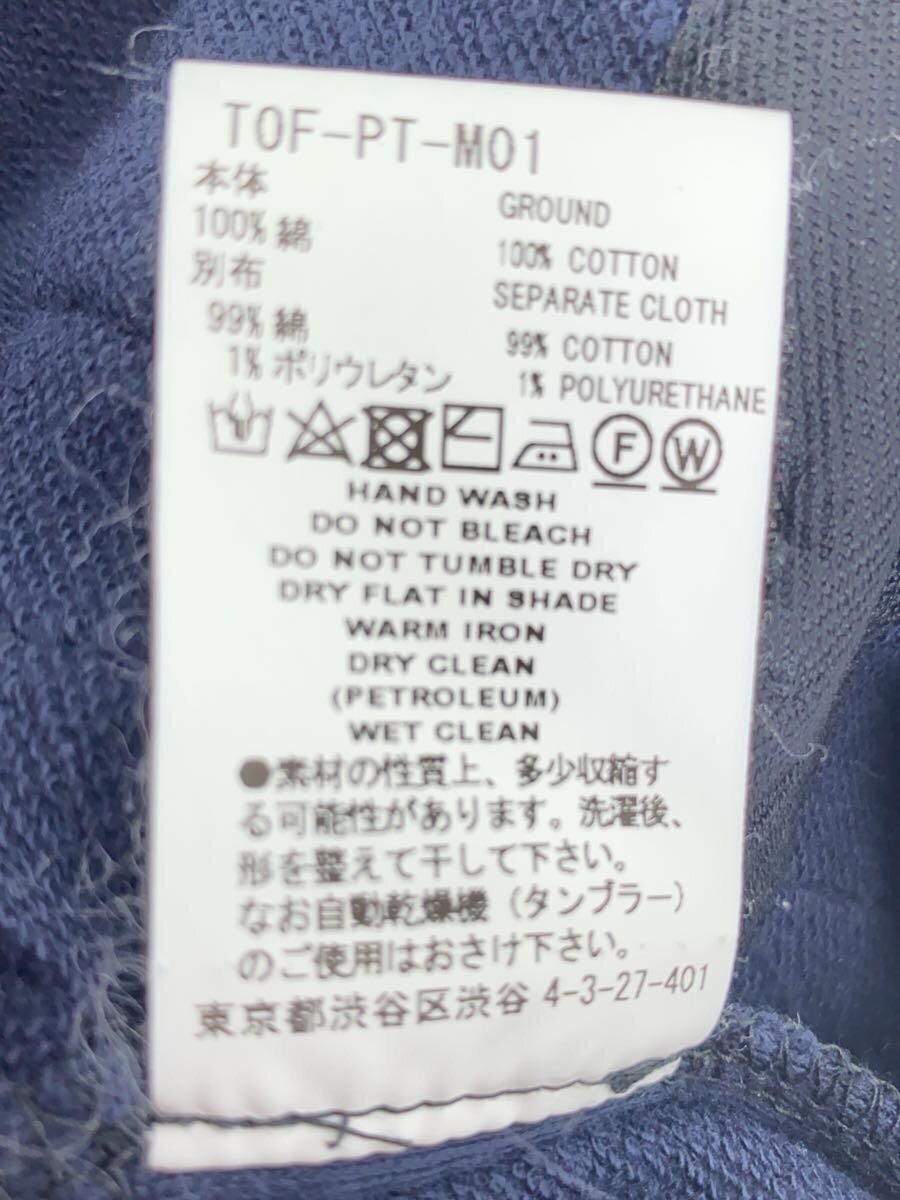 TOF-PT-M01
本体
100% 綿
別布
99% 綿
1% ポリウレタン
GROUND
100% COTTON
SEPARATE CLOTH
99% COTTON
1% POLYURETHANE
F W
HAND WASH
DO NOT BLEACH
DO NOT TUMBLE DRY
DRY FLAT IN SHADE
WARM IRON
DRY CLEAN
(PETROLEUM)
WET CLEAN
●素材の性質上、多少収縮す
る可能性があります。洗濯後、
形を整えて干して下さい。
なお自動乾燥機（タンブラー）
のご使用はおさけ下さい。
東京都渋谷区渋谷 4-3-27-401